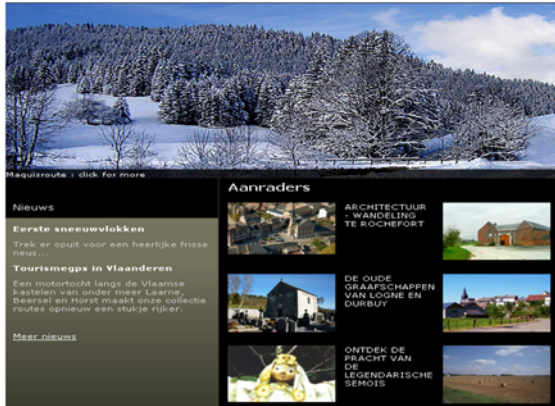 Maquisroute : click for more
Nieuws
Eerste sneeuwvlokken
Trek er opuit voor een heerlijke frisse
neus...
Tourismegps in Vlaanderen
Een motortocht langs de Vlaamse
kastelen van onder meer Laarne,
Beersel en Horst maakt onze collectie
routes opnieuw een stukje rijker.
Meer nieuws
Aanraders
ARCHITECTUUR
- WANDELING
TE ROCHEFORT
DE OUDE
GRAAFSCHAPPEN
VAN LOGNE EN
DURBUY
ONTDEK DE
PRACHT VAN
DE
LEGENDARISCHE
SEMOIS